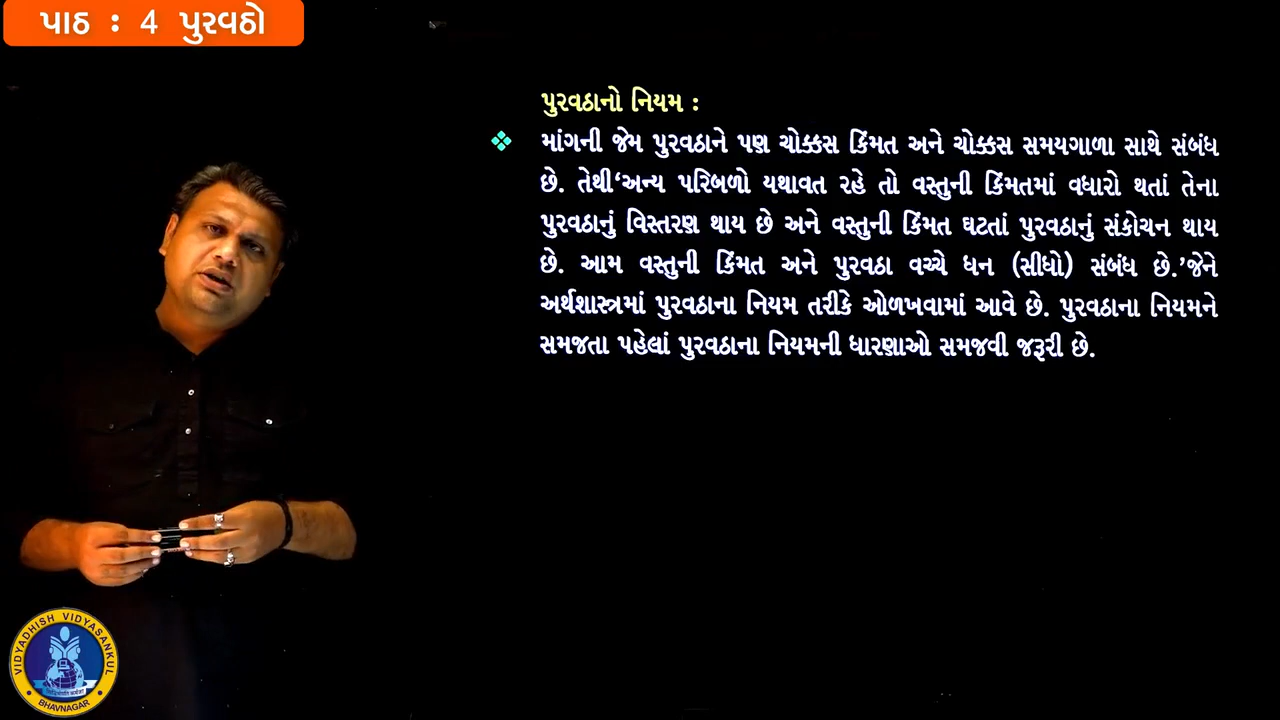 પાઠ : 4 પુરવઠો
પુરવઠાનો નિયમ :
માંગની જેમ પુરવઠાને પણ ચોક્કસ કિંમત અને ચોક્કસ સમયગાળા સાથે સંબંધ
છે. તેથી‘અન્ય પરિબળો યથાવત રહે તો વસ્તુની કિંમતમાં વધારો થતાં તેના
પુરવઠાનું વિસ્તરણ થાય છે અને વસ્તુની કિંમત ઘટતાં પુરવઠાનું સંકોચન થાય
છે. આમ વસ્તુની કિંમત અને પુરવઠા વચ્ચે ધન (સીધો) સંબંધ છે.’જેને
અર્થશાસ્ત્રમાં પુરવઠાના નિયમ તરીકે ઓળખવામાં આવે છે. પુરવઠાના નિયમને
સમજતા પહેલાં પુરવઠાના નિયમની ધારણાઓ સમજવી જરૂરી છે.
VIDYADHISH VIDYASANKUL
BHAVNAGAR